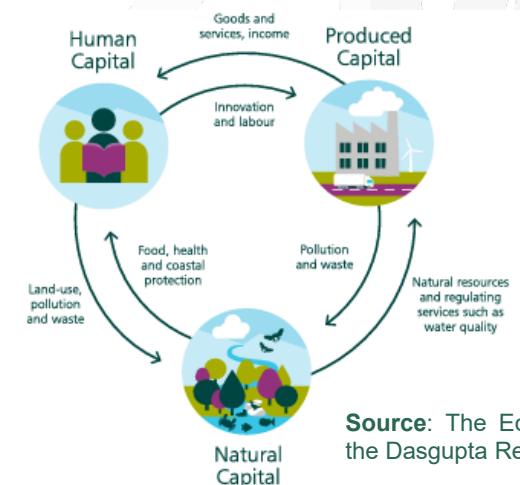 Goods and
services, income
Human
Capital
Produced
Capital
Innovation
and labour
Food, health
and coastal
protection
Pollution
and waste
Land-use,
pollution
and waste
Natural resources
and regulating
services such as
water quality
Natural
Capital
Source: The
the Dasgupta